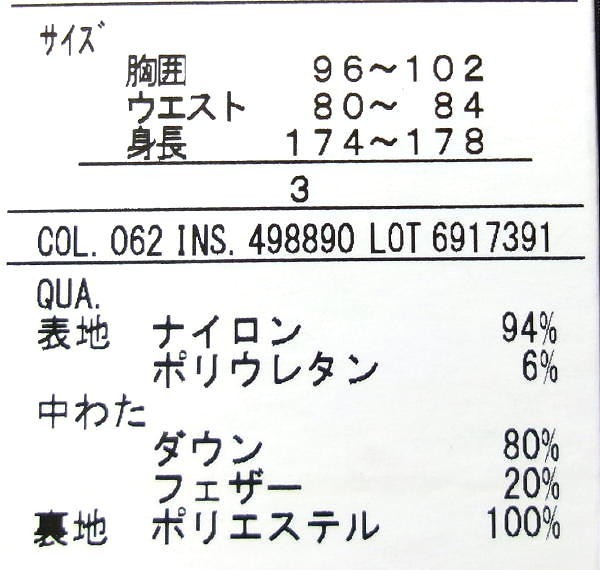 サイズ
胸囲 96～102
ウエスト 80～ 84
身長 174～178
3
COL. 062 INS. 498890 LOT 6917391
QUA.
表地 ナイロン 94%
ポリウレタン 6%
中わた
ダウン 80%
フェザー 20%
裏地 ポリエステル 100%